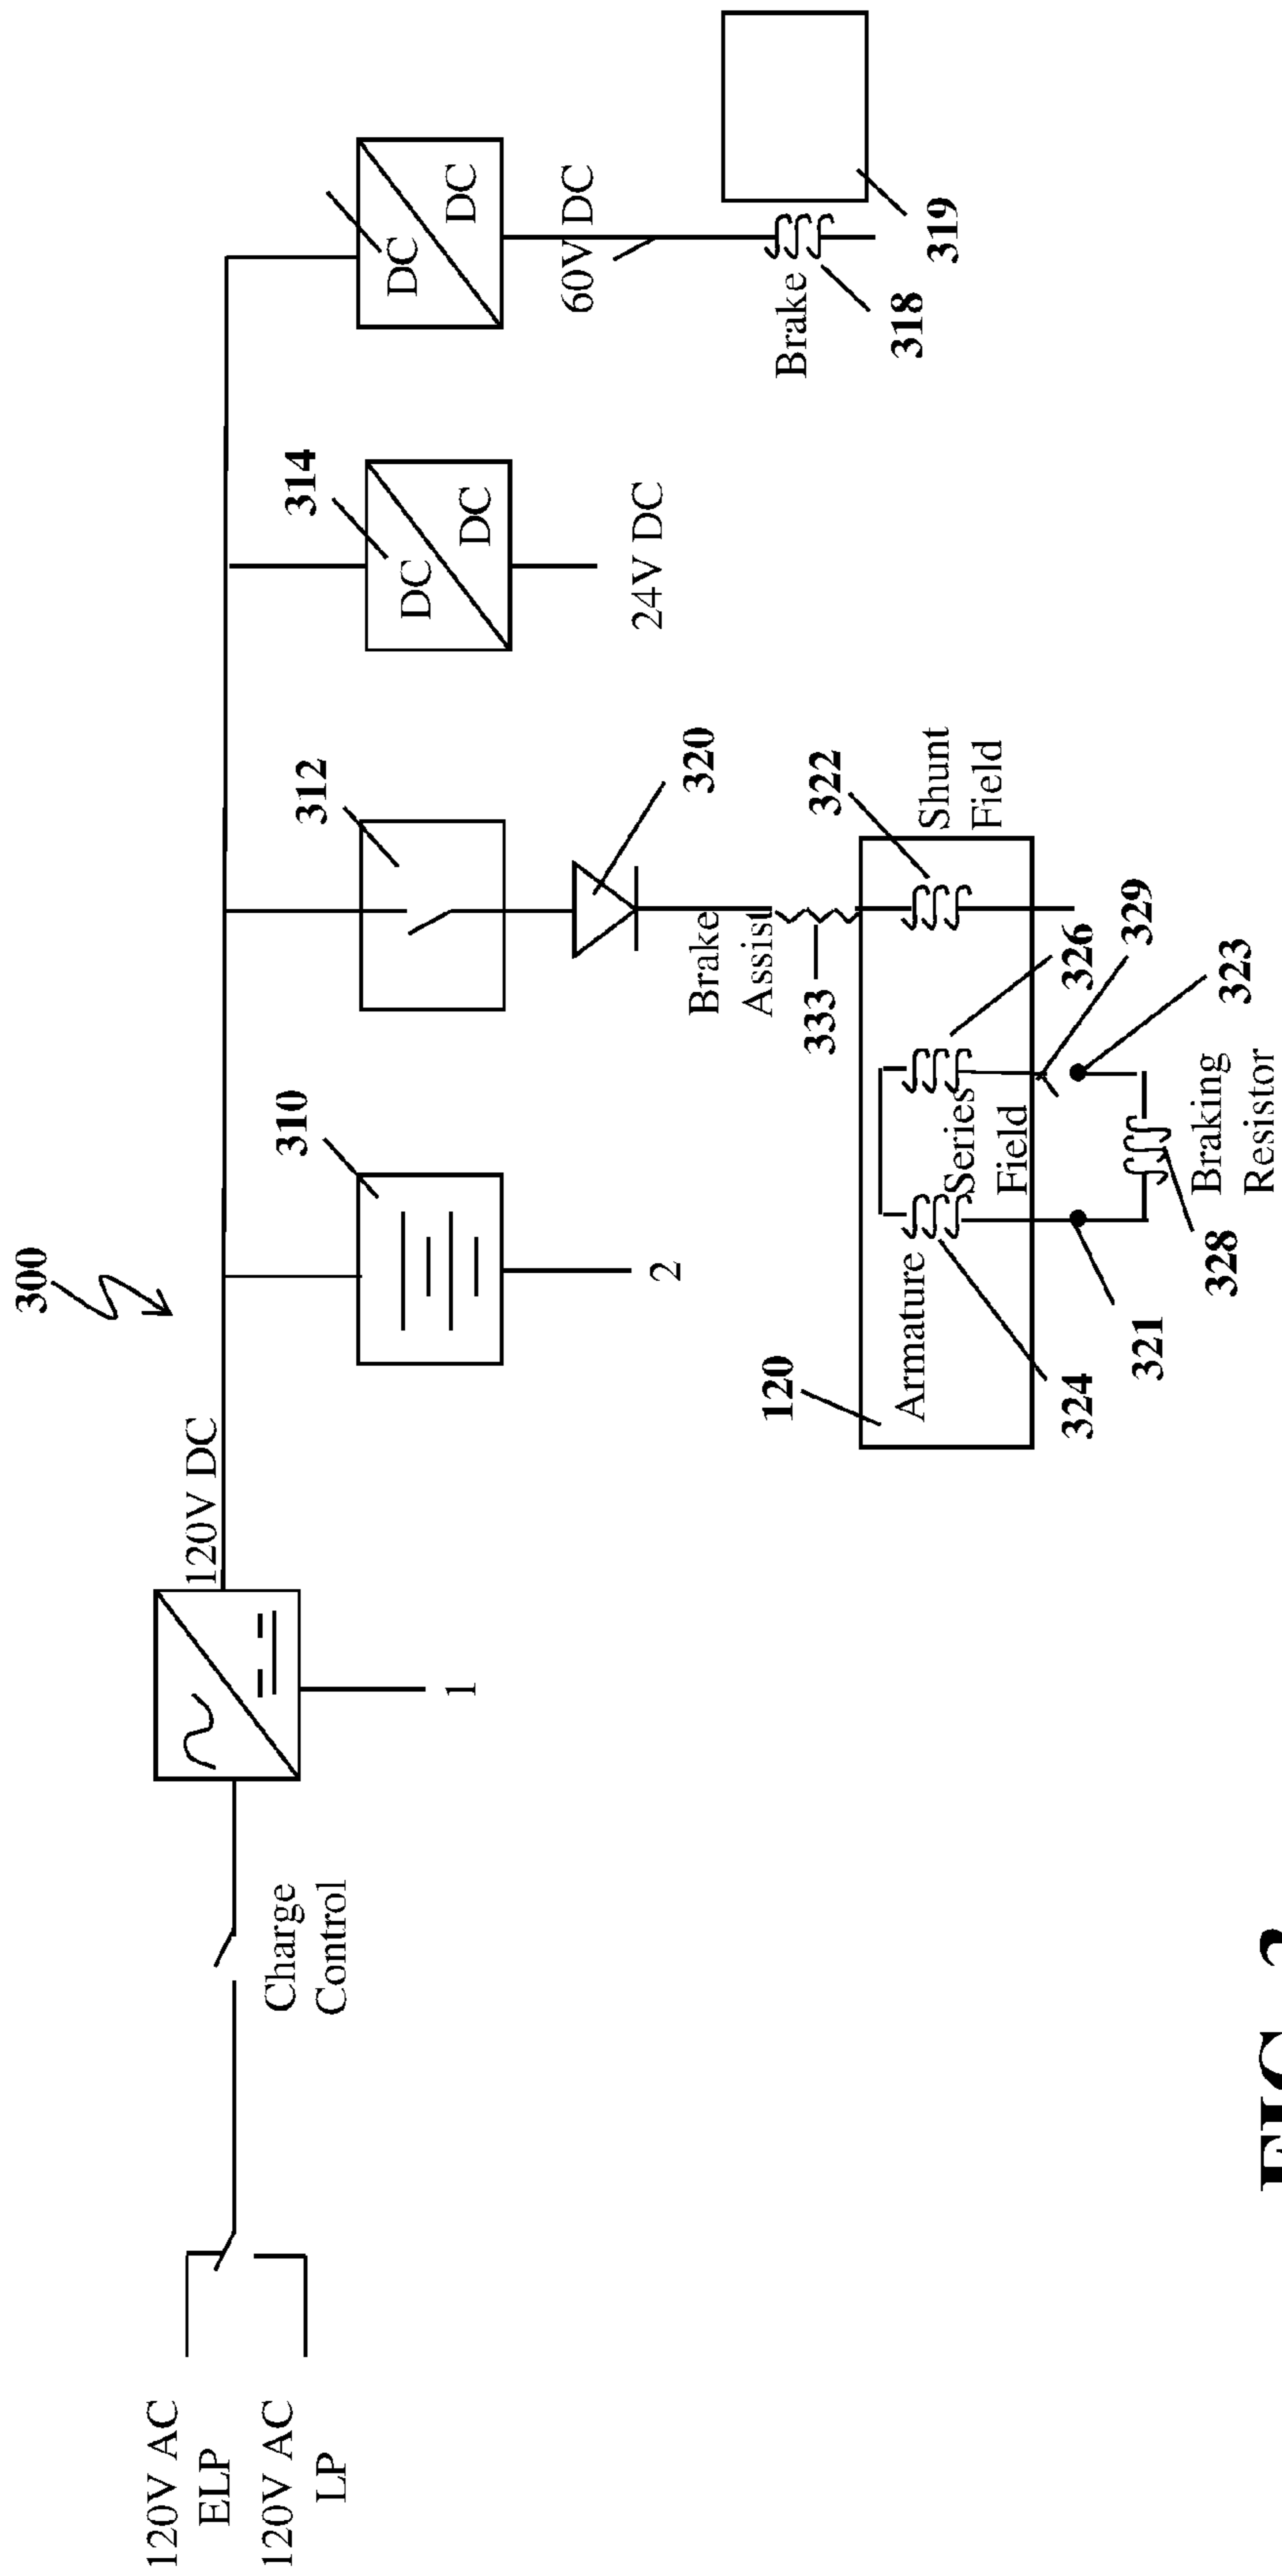 300
120V AC
ELP
120V AC
LP
Charge
Control
1
120V DC
310
2
312
320
Brake
Assist
333
314
DC
DC
24V DC
DC
DC
60V DC
Brake
318
319
120
Armature
Series
Field
322
Shunt
Field
324
326
329
321
323
328
Braking
Resistor
FIG.